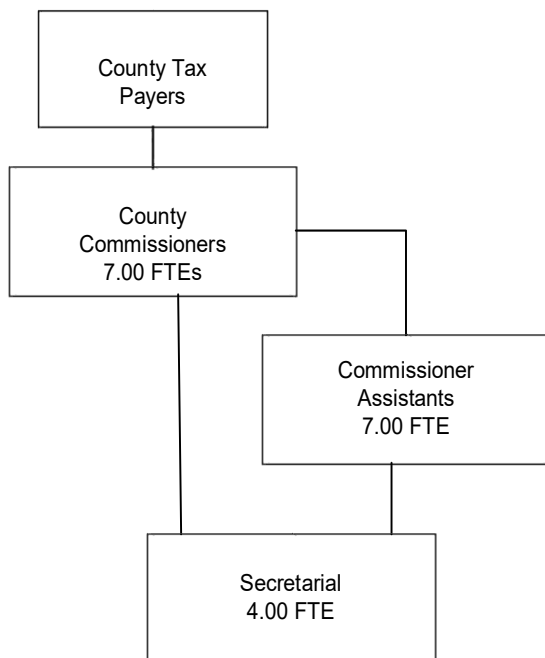 County Tax
Payers
County
Commissioners
7.00 FTEs
Commissioner
Assistants
7.00 FTE
Secretarial
4.00 FTE